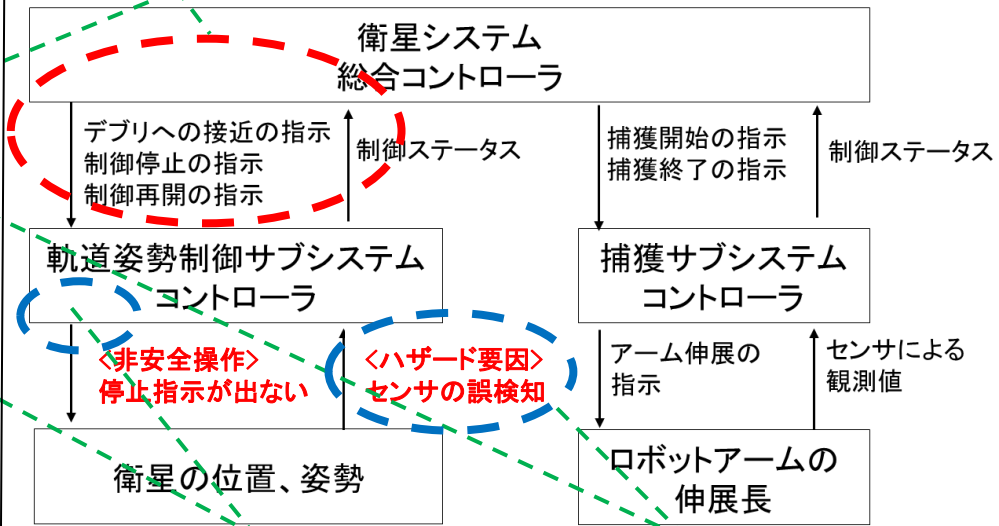 衛星システム
総合コントローラ
デブリへの接近の指示
制御停止の指示
制御再開の指示
制御ステータス
捕獲開始の指示
捕獲終了の指示
制御ステータス
軌道姿勢制御サブシステム
コントローラ
捕獲サブシステム
コントローラ
<非安全操作>
停止指示が出ない
<ハザード要因>
センサの誤検知
アーム伸展の
指示
センサによる
観測値
衛星の位置、姿勢
ロボットアームの
伸展長